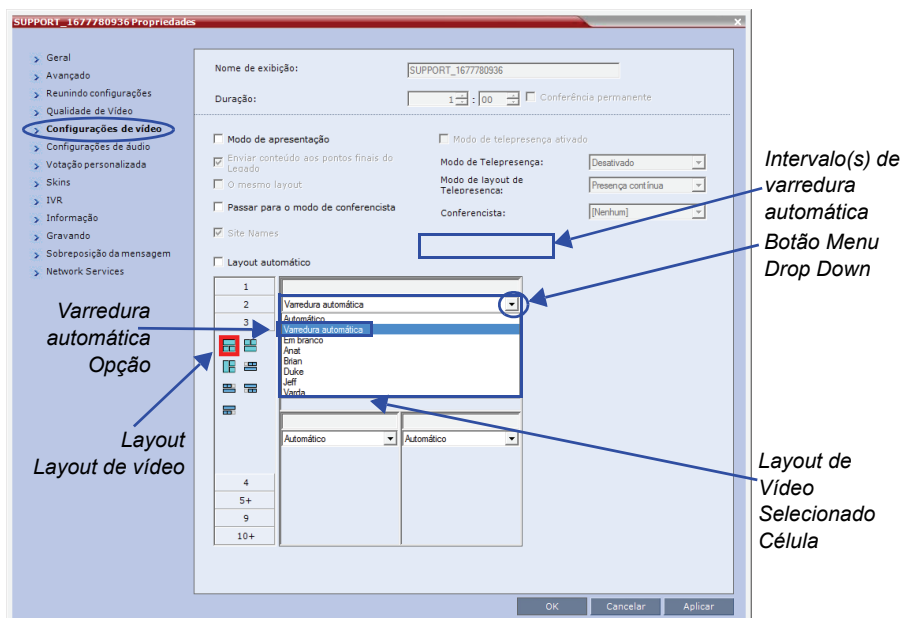 SUPPORT_1677780936 Propriedades
x
Geral
Avançado
Reunindo configurações
Qualidade de Vídeo
Configurações de vídeo
Configurações de áudio
Votação personalizada
Skins
IVR
Informação
Gravando
Sobreposição da mensagem
Network Services
Nome de exibição:
SUPPORT_1677780936
Duração:
1 : 00
Conferência permanente
Modo de apresentação
Modo de telepresença ativado
Enviar conteúdo aos pontos finais do
Legado
Modo de Telepresença:
Desativado
O mesmo layout
Modo de layout de
Teleoresenca:
Presença contínua
Passar para o modo de conferencista
Conferencista:
[Nenhum]
Site Names
Layout automático
1
2
3
Varredura automática
Automático
Varredura automática
Em branco
Anat
Brian
Duke
Jeff
Varda
Automático
Automático
4
5+
9
10+
OK
Cancelar
Aplicar
Varredura
automática
Opção
Layout
Layout de vídeo
Intervalo(s) de
varredura
automática
Botão Menu
Drop Down
Layout de
Vídeo
Selecionado
Célula